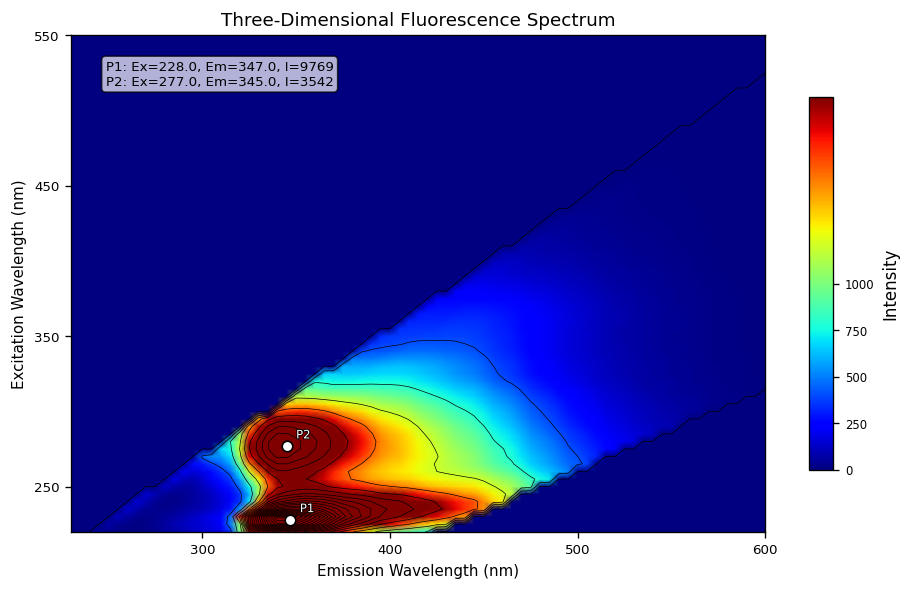 Three-Dimensional Fluorescence Spectrum
550
P1: Ex=228.0, Em=347.0, I=9769
P2: Ex=277.0, Em=345.0, I=3542
450
350
250
Excitation Wavelength (nm)
P2
P1
300
400
500
600
Emission Wavelength (nm)
1000
750
500
250
0
Intensity